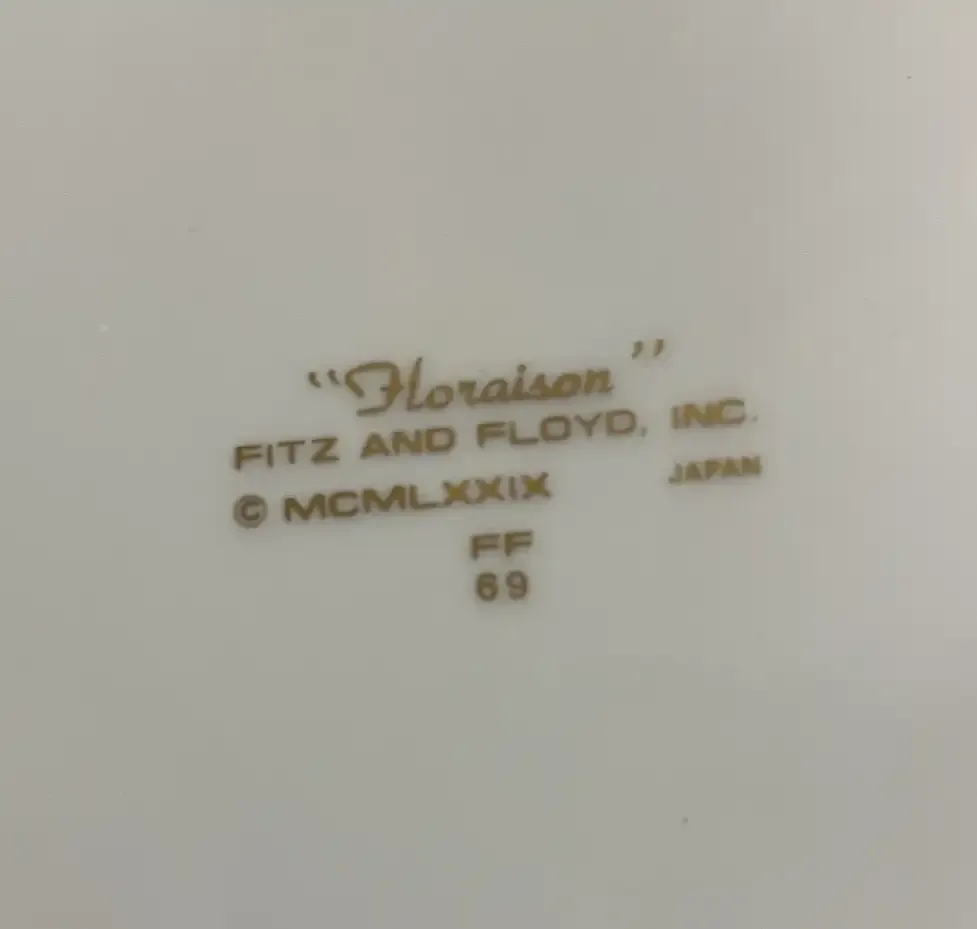 "Floraison"
FITZ AND FLOYD, INC.
© MCMLXXIX JAPAN
FF
69